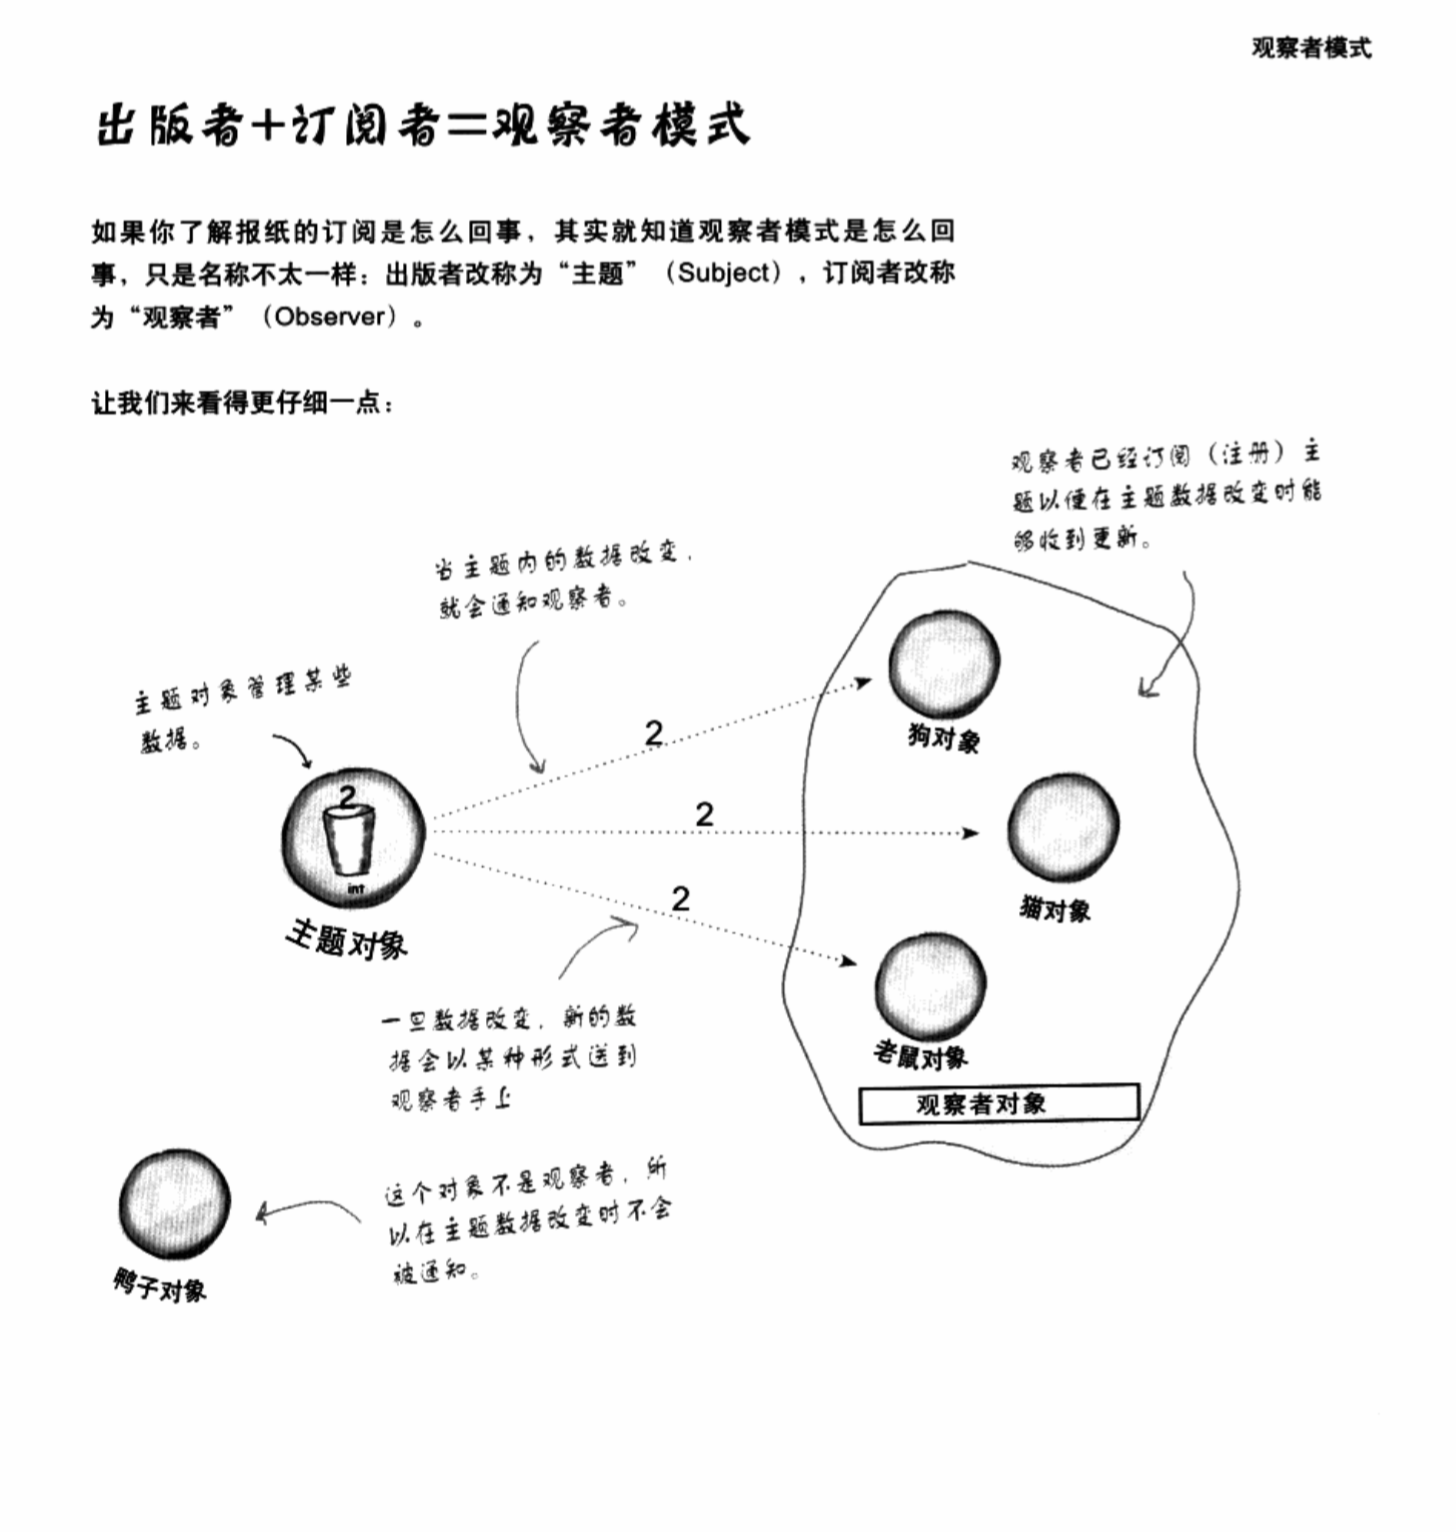 观察者模式
出版者+订阅者=观察者模式
如果你了解报纸的订阅是怎么回事，其实就知道观察者模式是怎么回
事，只是名称不太一样：出版者改称为“主题”（Subject），订阅者改称
为“观察者”（Observer）。
让我们来看得更仔细一点：
观察者已经订阅（注册）主
题以便在主题数据改变时能
够收到更新。
当主题内的数据改变，
就会通知观察者。
主题对象管理某些
数据。
2
int
主题对象
2
2
2
狗对象
猫对象
老鼠对象
观察者对象
一旦数据改变，新的数
据会以某种形式送到
观察者手上
这个对象不是观察者，所
以在主题数据改变时不会
被通知。
鸭子对象